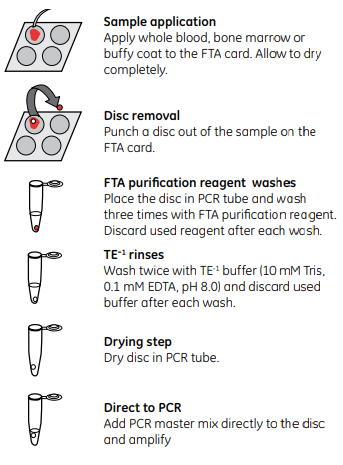 Sample application
Apply whole blood, bone marrow or
buffy coat to the FTA card. Allow to dry
completely.
Disc removal
Punch a disc out of the sample on the
FTA card.
FTA purification reagent washes
Place the disc in PCR tube and wash
three times with FTA purification reagent.
Discard used reagent after each wash.
TE⁻¹ rinses
Wash twice with TE⁻¹ buffer (10 mM Tris,
0.1 mM EDTA, pH 8.0) and discard used
buffer after each wash.
Drying step
Dry disc in PCR tube.
Direct to PCR
Add PCR master mix directly to the disc
and amplify